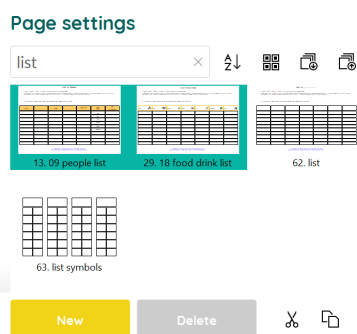 Page settings
list
13. 09 people list
29. 18 food drink list
62. list
63. list symbols
New
Delete